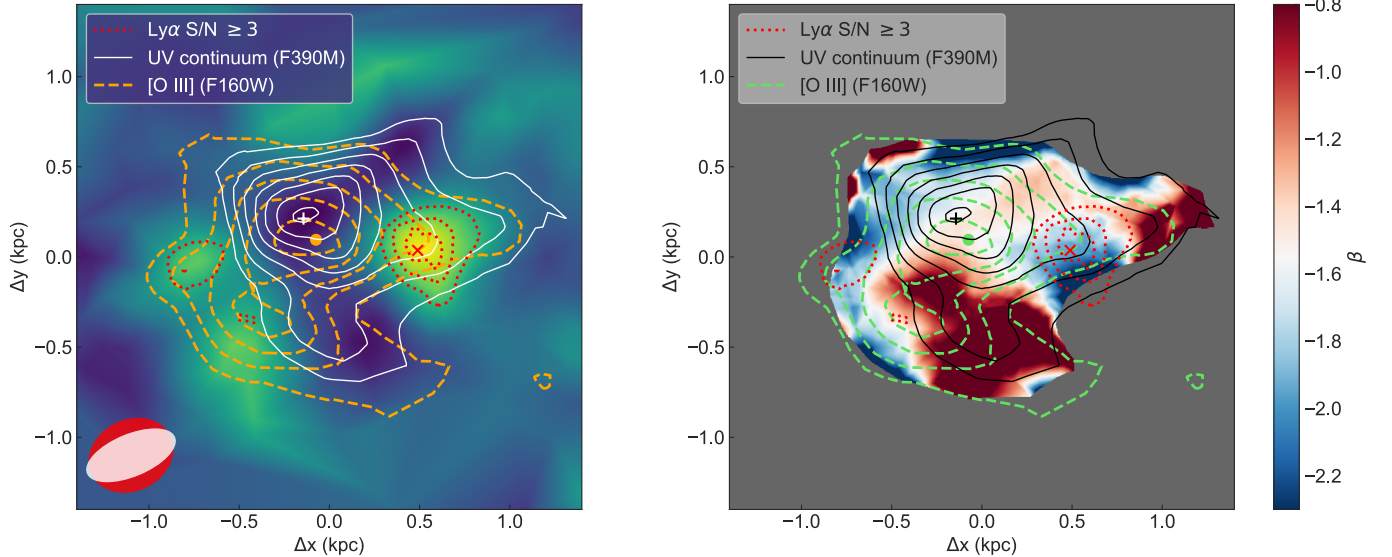 Lyα S/N ≥ 3
UV continuum (F390M)
[O III] (F160W)
1.0
0.5
0.0
−0.5
−1.0
Δy (kpc)
−1.0
−0.5
0.0
0.5
1.0
Δx (kpc)
Lyα S/N ≥ 3
UV continuum (F390M)
[O III] (F160W)
1.0
0.5
0.0
−0.5
−1.0
Δy (kpc)
−1.0
−0.5
0.0
0.5
1.0
Δx (kpc)
−0.8
−1.0
−1.2
−1.4
−1.6
−1.8
−2.0
−2.2
β